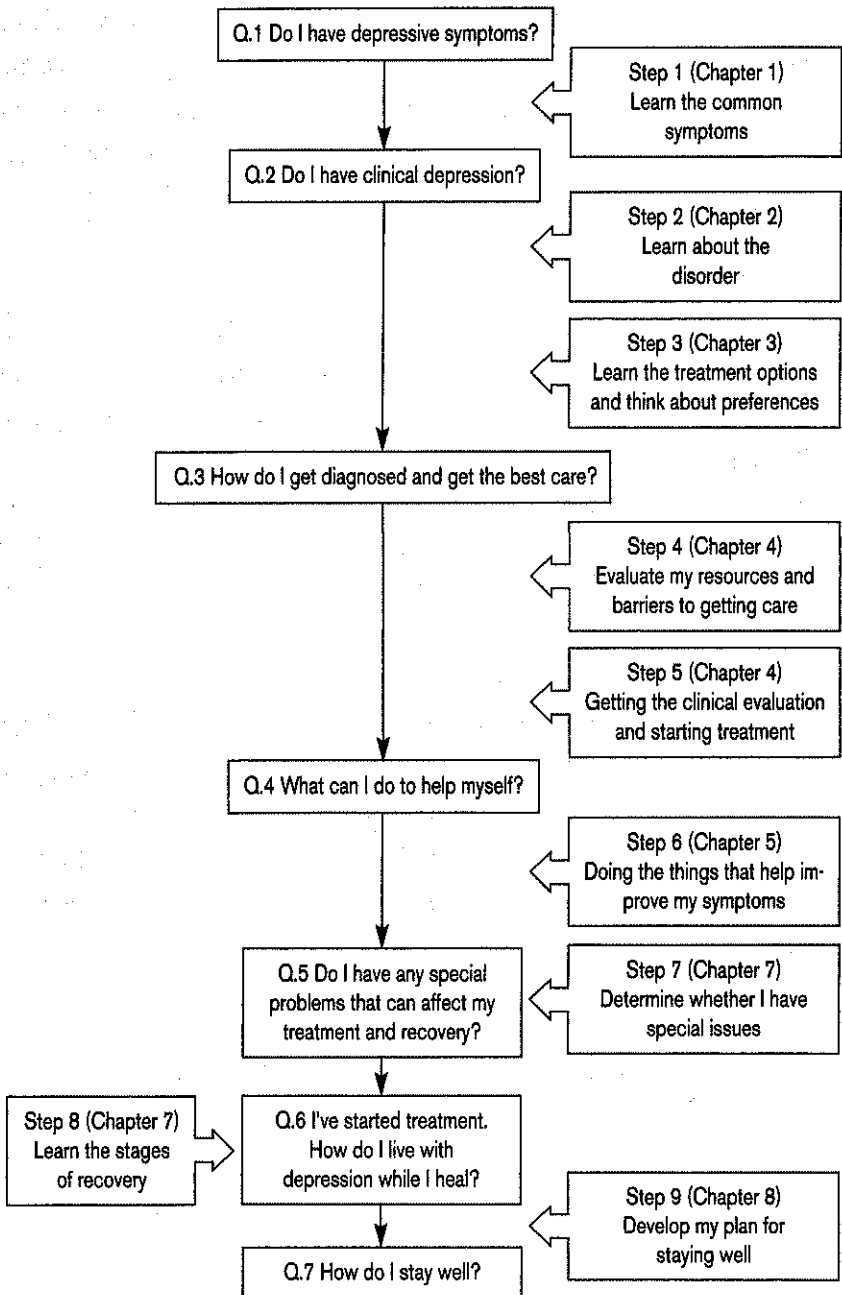 Q.1 Do I have depressive symptoms?
Step 1 (Chapter 1)
Learn the common
symptoms
Q.2 Do I have clinical depression?
Step 2 (Chapter 2)
Learn about the
disorder
Step 3 (Chapter 3)
Learn the treatment options
and think about preferences
Q.3 How do I get diagnosed and get the best care?
Step 4 (Chapter 4)
Evaluate my resources and
barriers to getting care
Step 5 (Chapter 4)
Getting the clinical evaluation
and starting treatment
Q.4 What can I do to help myself?
Step 6 (Chapter 5)
Doing the things that help im-
prove my symptoms
Q.5 Do I have any special
problems that can affect my
treatment and recovery?
Step 7 (Chapter 7)
Determine whether I have
special issues
Step 8 (Chapter 7)
Learn the stages
of recovery
Q.6 I've started treatment.
How do I live with
depression while I heal?
Step 9 (Chapter 8)
Develop my plan for
staying well
Q.7 How do I stay well?